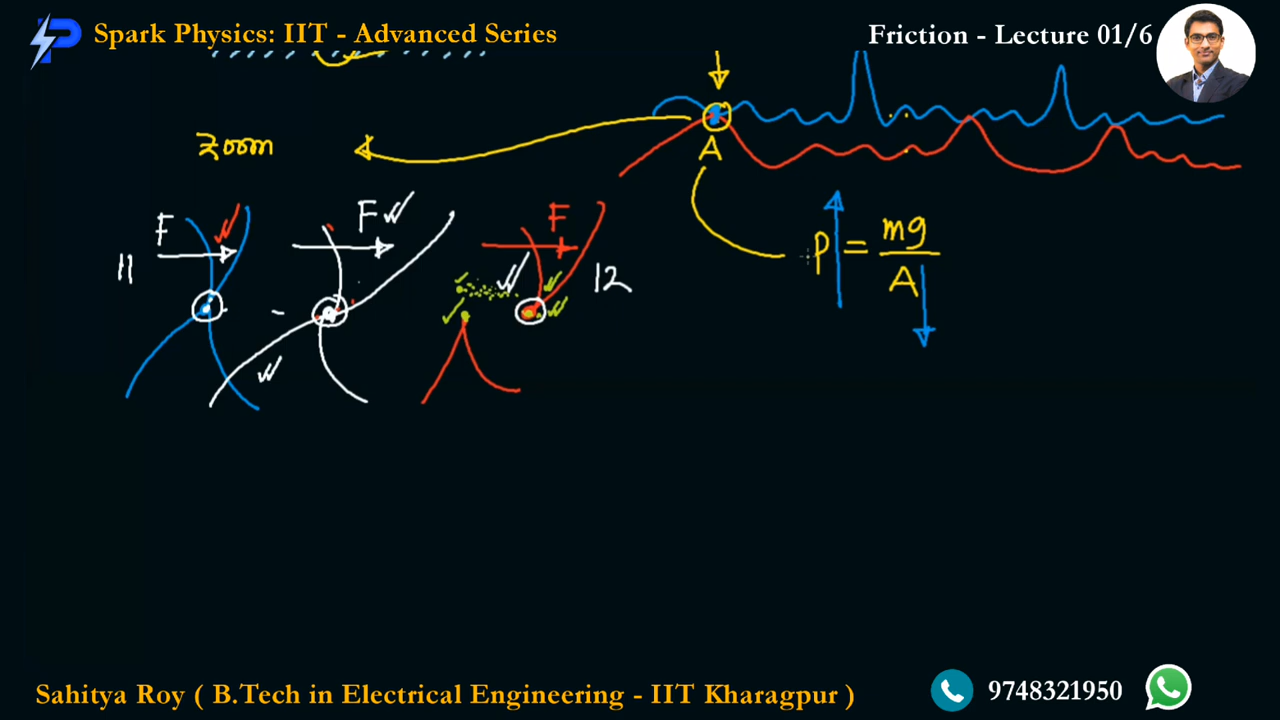 Spark Physics: IIT - Advanced Series
Friction - Lecture 01/6
zoom
A
F
F
F
11
12
P = mg
A
Sahitya Roy ( B.Tech in Electrical Engineering - IIT Kharagpur )
9748321950